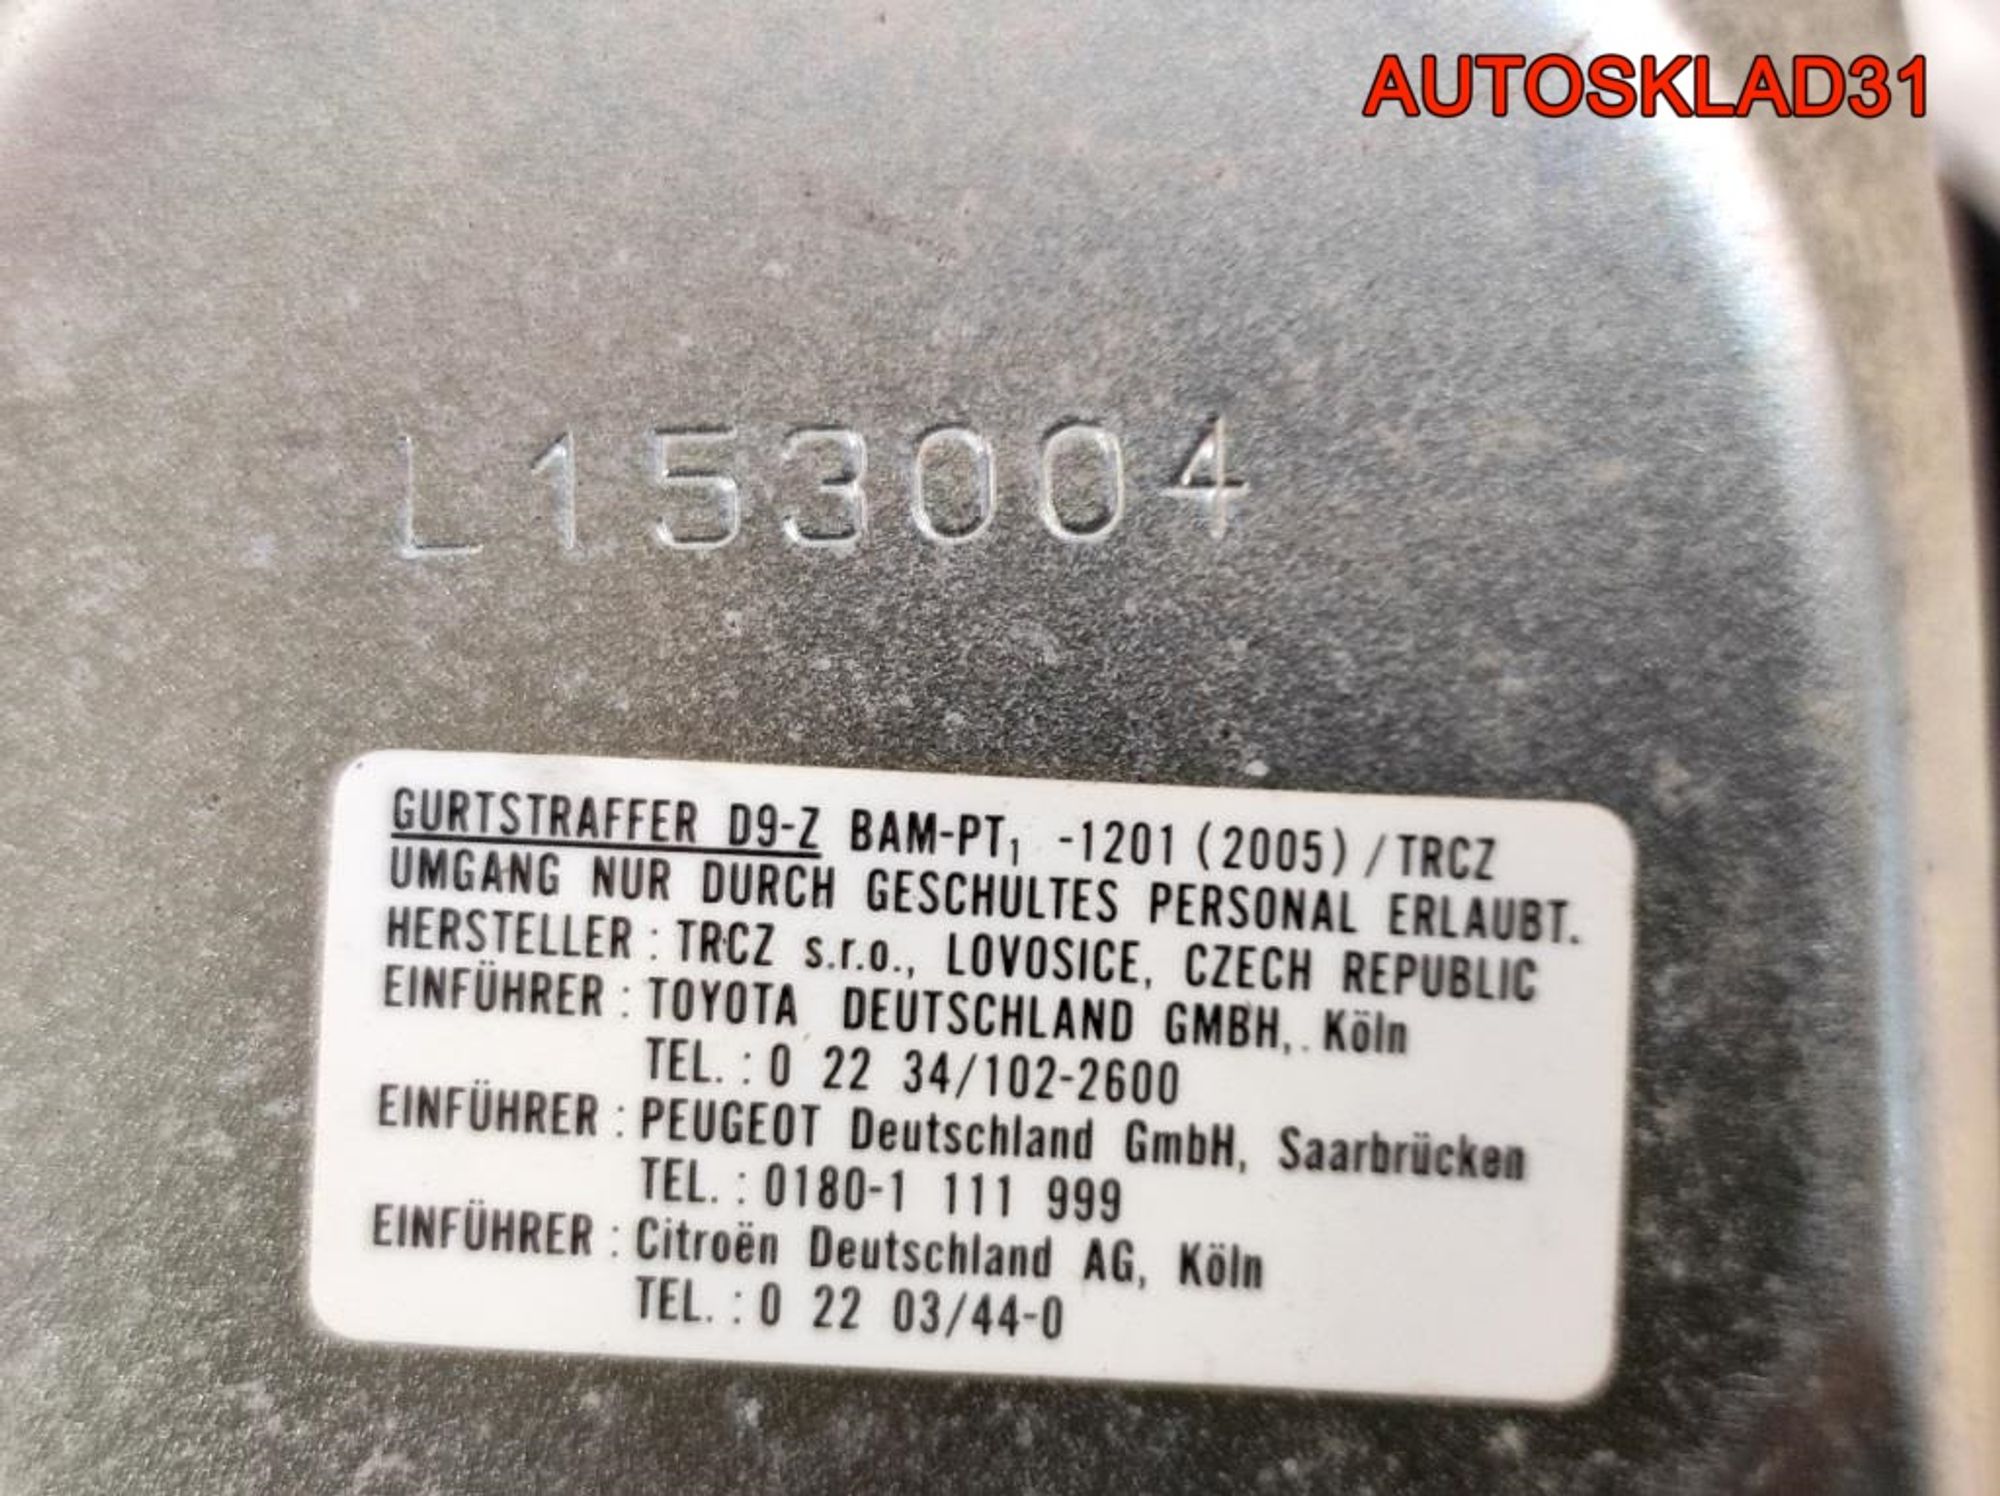 AUTOSKLAD31
L153004
GURTSTRAFFER D9-Z BAM-PT₁ -1201 (2005) / TRCZ
UMGANG NUR DURCH GESCHULTES PERSONAL ERLAUBT.
HERSTELLER : TRCZ s.r.o., LOVOSICE, CZECH REPUBLIC
EINFÜHRER : TOYOTA DEUTSCHLAND GMBH, Köln
TEL. : 0 22 34/102-2600
EINFÜHRER : PEUGEOT Deutschland GmbH, Saarbrücken
TEL. : 0180-1 111 999
EINFÜHRER : Citroën Deutschland AG, Köln
TEL. : 0 22 03/44-0